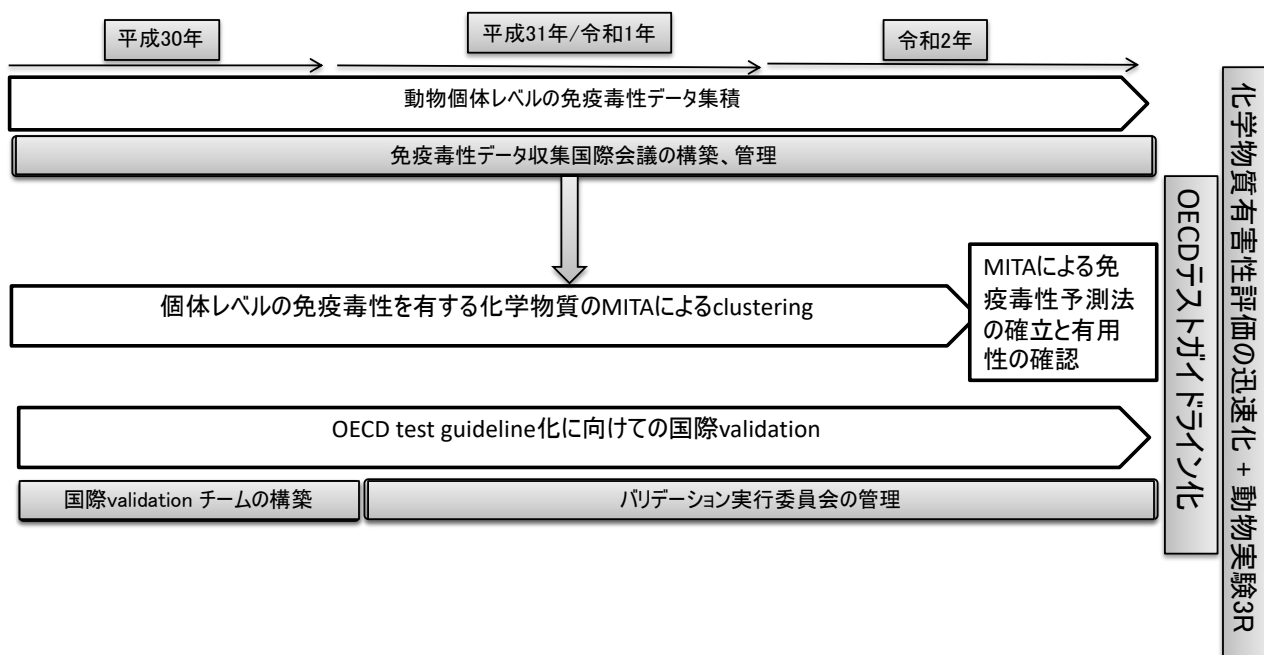 平成30年
平成31年/令和1年
令和2年
動物個体レベルの免疫毒性データ集積
免疫毒性データ収集国際会議の構築、管理
個体レベルの免疫毒性を有する化学物質のMITAによるclustering
MITAによる免
疫毒性予測法
の確立と有用
性の確認
OECD test guideline化に向けての国際validation
国際validation チームの構築
バリデーション実行委員会の管理
OECDテストガイドライン化
化学物質有害性評価の迅速化 + 動物実験3R